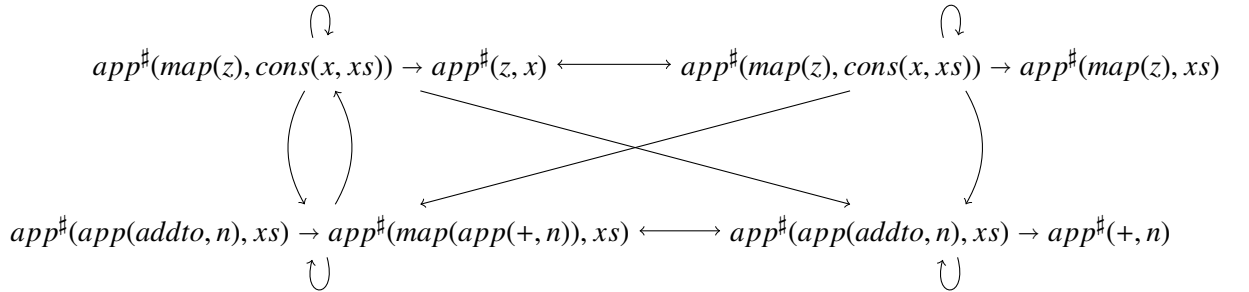 app♯(map(z), cons(x, xs)) → app♯(z, x) ⟷ app♯(map(z), cons(x, xs)) → app♯(map(z), xs)
app♯(app(addto, n), xs) → app♯(map(app(+, n)), xs) ⟷ app♯(app(addto, n), xs) → app♯(+, n)